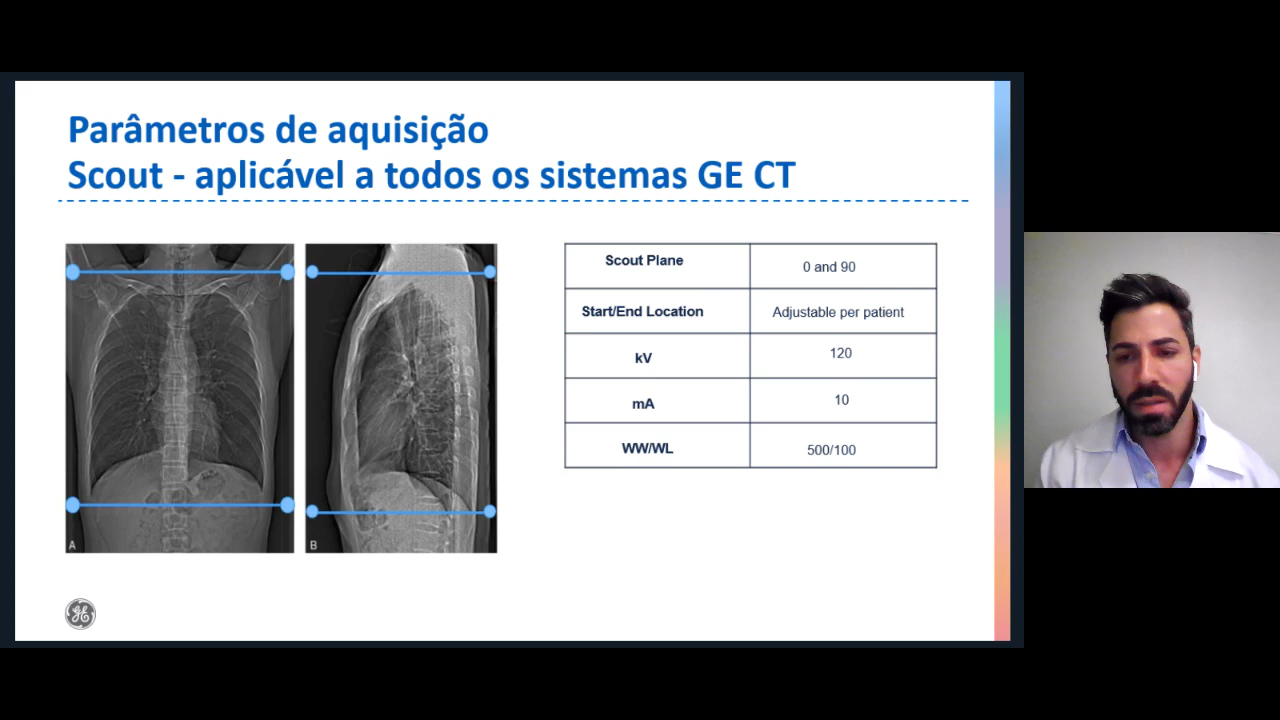 Parâmetros de aquisição
Scout - aplicável a todos os sistemas GE CT
A
B
Scout Plane
0 and 90
Start/End Location
Adjustable per patient
kV
120
mA
10
WW/WL
500/100